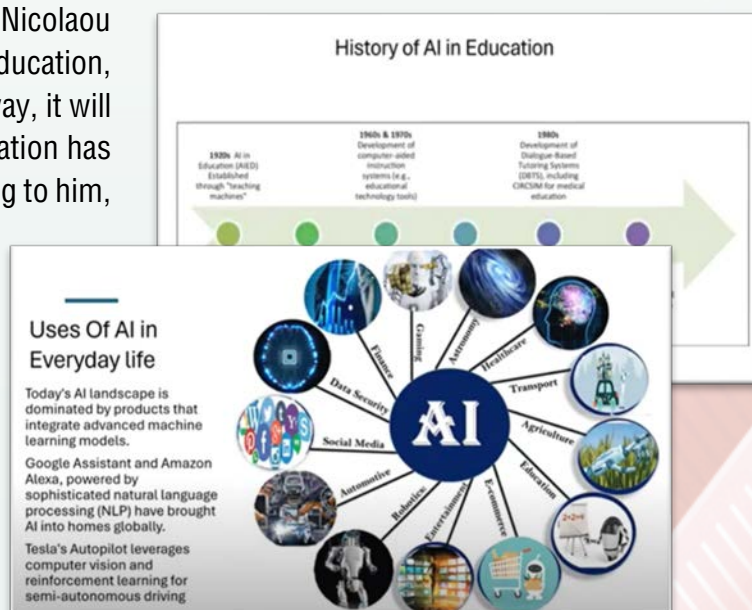 Nicolaou
ducation,
ay, it will
ation has
g to him,
History of AI in Education
1920s AI in
Education (AIED)
Established
through "teaching
machines"
1960s & 1970s
Development of
computer-aided
instruction
systems (e.g.,
educational
technology tools)
1980s
Development of
Dialogue-Based
Tutoring Systems
(DBTS), including
CIRCSIM for medical
education
Uses Of AI in
Everyday life
Today's AI landscape is
dominated by products that
integrate advanced machine
learning models.
Google Assistant and Amazon
Alexa, powered by
sophisticated natural language
processing (NLP) have brought
AI into homes globally.
Tesla's Autopilot leverages
computer vision and
reinforcement learning for
semi-autonomous driving
AI
Gaming
Astronomy
Healthcare
Transport
Agriculture
Education
E-commerce
Entertainment
Robotics
Automotive
Social Media
Data Security
Finance
2+2=4